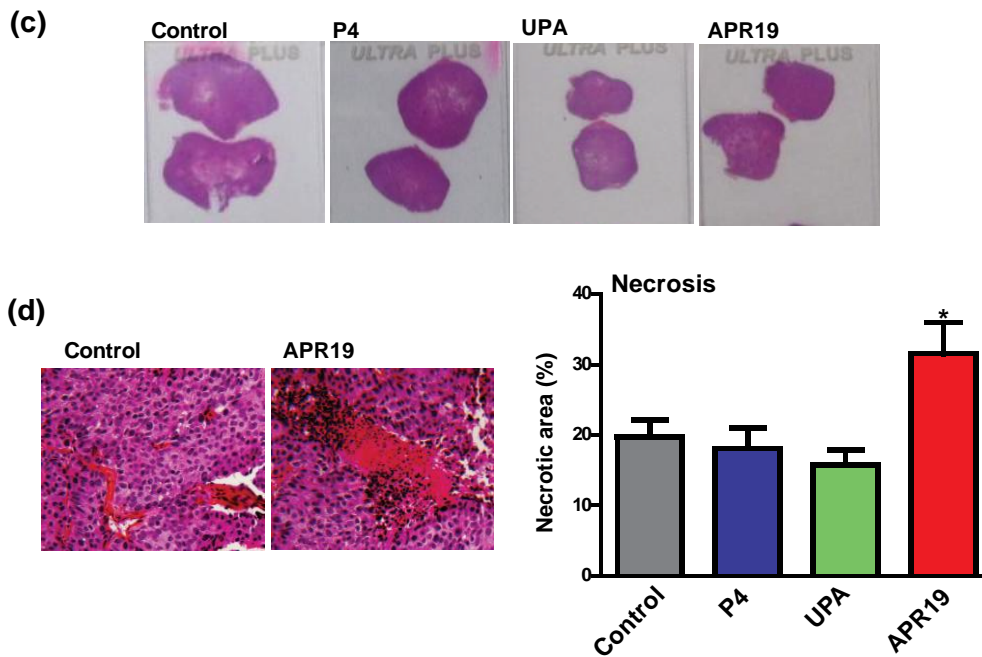 (c)
Control P4 UPA APR19
ULTRA PLUS ULTRA PLUS ULTRA PLUS ULTRA PLUS
(d)
Control APR19
Necrosis
Necrotic area (%)
40
30
20
10
0
*
Control P4 UPA APR19